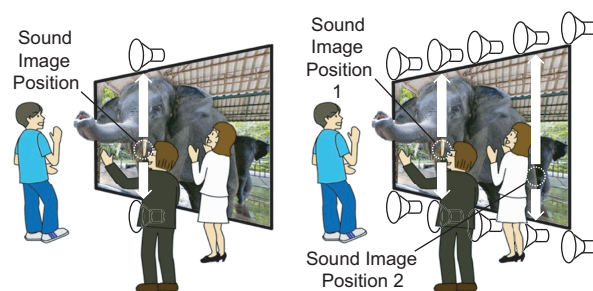 Sound
Image
Position
Sound
Image
Position
1
Sound Image
Position 2